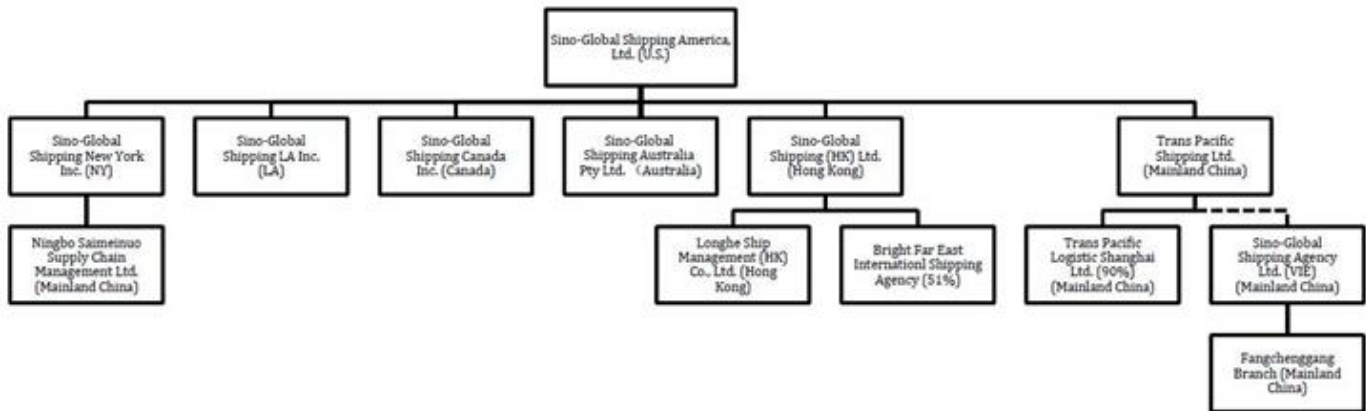 Sino-Global Shipping America,
Ltd. (U.S.)
Sino-Global
Shipping New York
Inc. (NY)
Sino-Global
Shipping LA Inc.
(LA)
Sino-Global
Shipping Canada
Inc. (Canada)
Sino-Global
Shipping Australia
Pty Ltd. （Australia)
Sino-Global
Shipping (HK) Ltd.
(Hong Kong)
Trans Pacific
Shipping Ltd.
(Mainland China)
Ningbo Saimeinuo
Supply Chain
Management Ltd.
(Mainland China)
Longhe Ship
Management (HK)
Co., Ltd. (Hong
Kong)
Bright Far East
Internationl Shipping
Agency (51%)
Trans Pacific
Logistic Shanghai
Ltd. (90%)
(Mainland China)
Sino-Global
Shipping Agency
Ltd. (VIE)
(Mainland China)
Fangchenggang
Branch (Mainland
China)